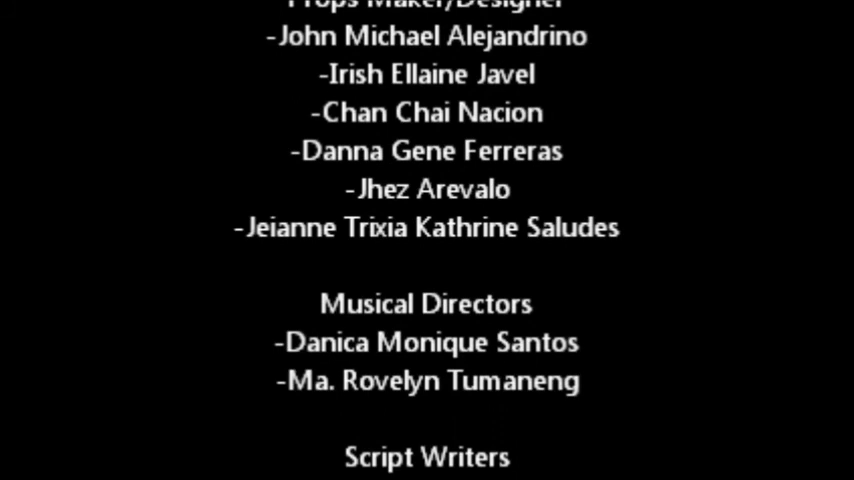 Props Maker/Designer
-John Michael Alejandrino
-Irish Ellaine Javel
-Chan Chai Nacion
-Danna Gene Ferreras
-Jhez Arevalo
-Jeianne Trixia Kathrine Saludes
Musical Directors
-Danica Monique Santos
-Ma. Rovelyn Tumaneng
Script Writers